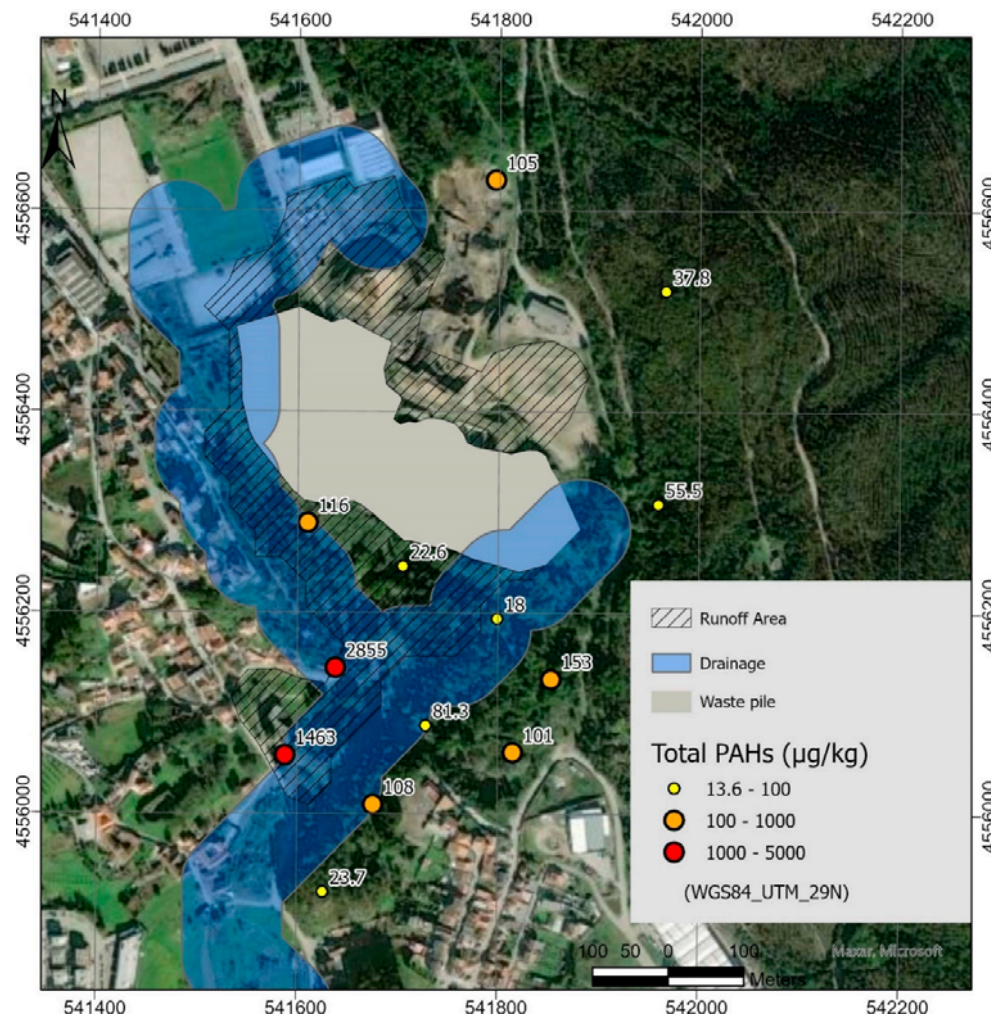 541400 541600 541800 542000 542200
N
4556600
4556400
4556200
4556000
4556600
4556400
4556200
4556000
105
37.8
55.5
116
22.6
18
2855
153
81.3
101
1463
108
23.7
Runoff Area
Drainage
Waste pile
Total PAHs (µg/kg)
13.6 - 100
100 - 1000
1000 - 5000
(WGS84_UTM_29N)
Maxar, Microsoft
100 50 0 100
Meters
541400 541600 541800 542000 542200